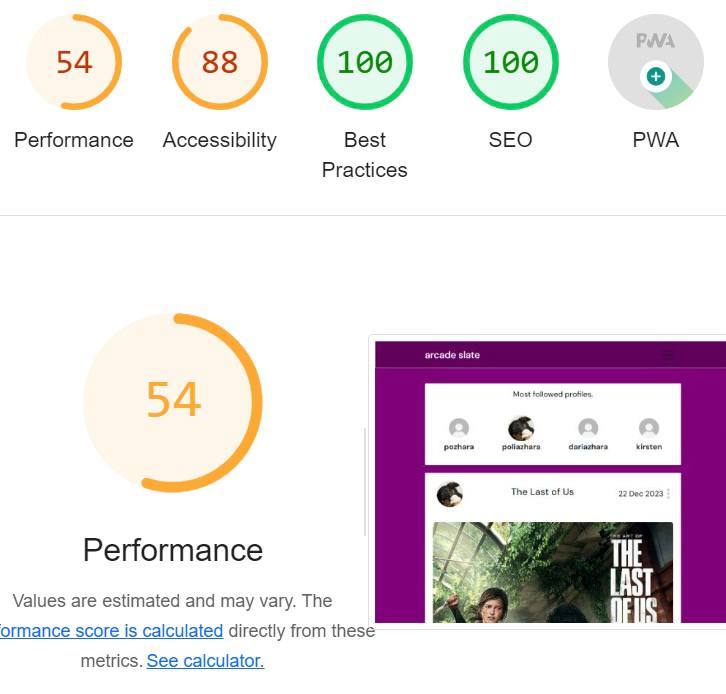 54
88
100
100
PWA
Performance
Accessibility
Best
Practices
SEO
PWA
54
Performance
Values are estimated and may vary. The
formance score is calculated directly from these
metrics. See calculator.
arcade slate
Most followed profiles.
pozhara
poliazhara
dariazhara
kirsten
The Last of Us
22 Dec 2023
THE ART OF
THE
LAST
OF US